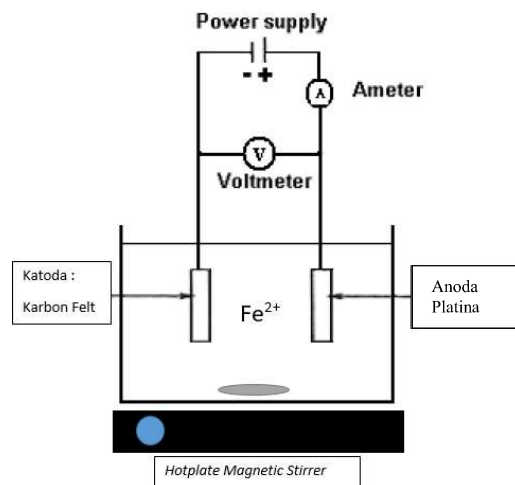 Power supply
- +
A
Ameter
V
Voltmeter
Katoda :
Karbon Felt
Fe²⁺
Anoda
Platina
Hotplate Magnetic Stirrer